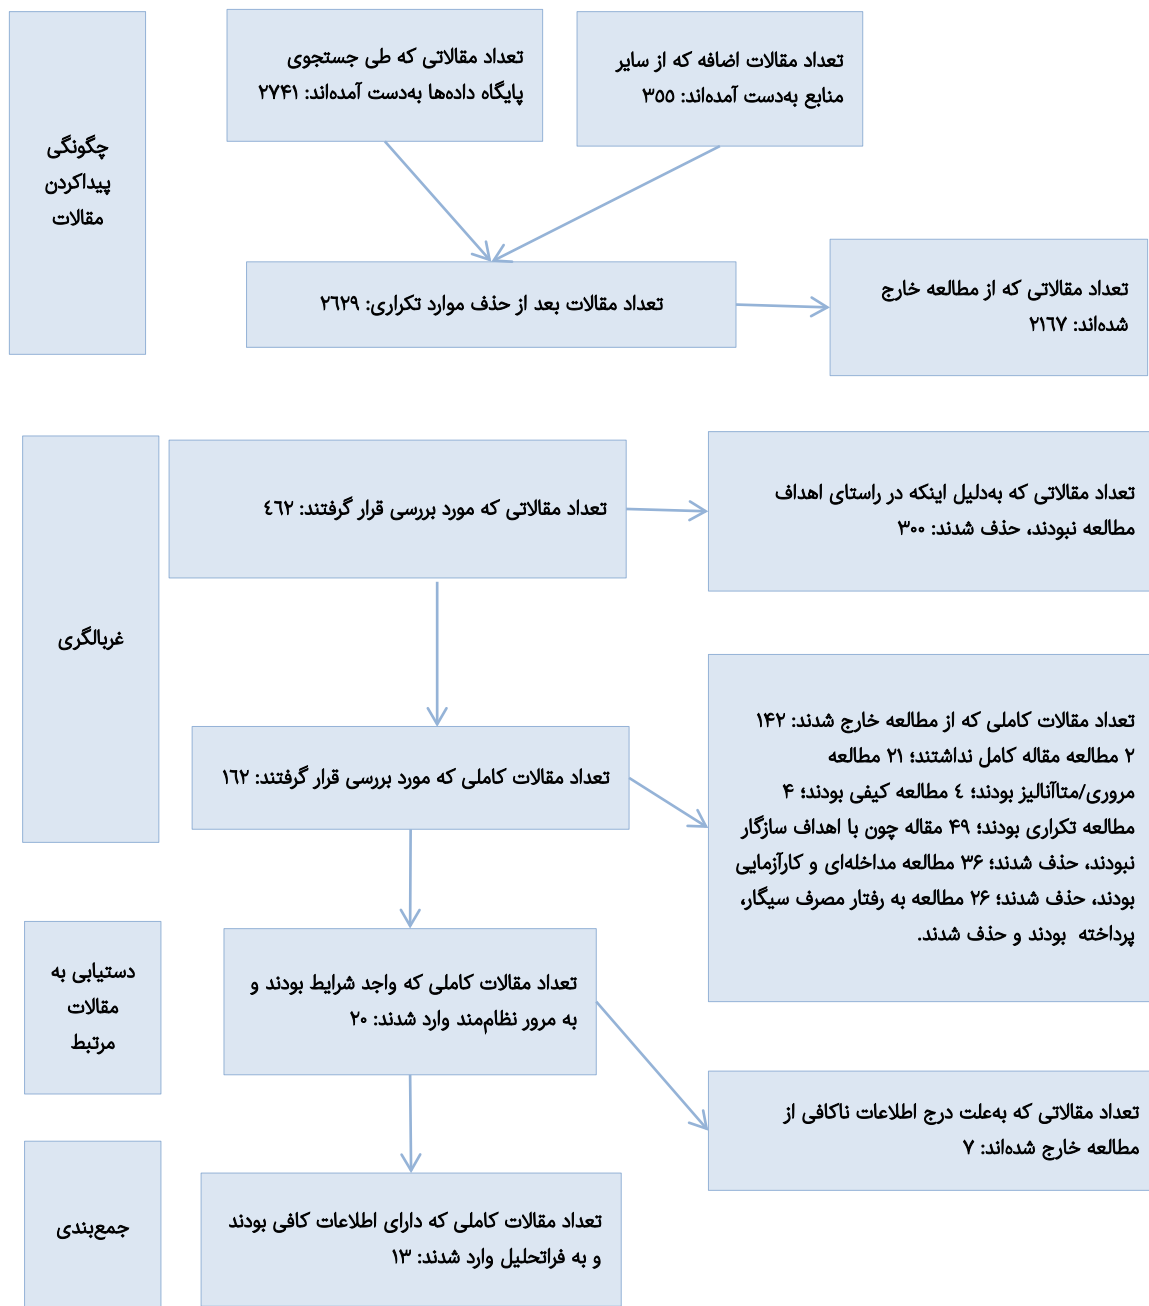 چگونگی
پیداکردن
مقالات
تعداد مقالات اضافه که از سایر
منابع به‌دست آمده‌اند: ٣٥٥
تعداد مقالاتی که طی جستجوی
پایگاه داده‌ها به‌دست آمده‌اند: ۲۷۴۱
تعداد مقالات بعد از حذف موارد تکراری: ٢٦٢٩
تعداد مقالاتی که از مطالعه خارج
شده‌اند: ٢١٦٧
غربالگری
تعداد مقالاتی که مورد بررسی قرار گرفتند: ٤٦٢
تعداد مقالاتی که به‌دلیل اینکه در راستای اهداف
مطالعه نبودند، حذف شدند: ۳۰۰
تعداد مقالات کاملی که مورد بررسی قرار گرفتند: ١٦٢
تعداد مقالات کاملی که از مطالعه خارج شدند: ۱۴۲
۲ مطالعه مقاله کامل نداشتند؛ ۲۱ مطالعه
مروری/متاآنالیز بودند؛ ٤ مطالعه کیفی بودند؛ ۴
مطالعه تکراری بودند؛ ۴۹ مقاله چون با اهداف سازگار
نبودند، حذف شدند؛ ۳۶ مطالعه مداخله‌ای و کارآزمایی
بودند، حذف شدند؛ ۲۶ مطالعه به رفتار مصرف سیگار،
پرداخته بودند و حذف شدند.
دستیابی به
مقالات
مرتبط
تعداد مقالات کاملی که واجد شرایط بودند و
به مرور نظام‌مند وارد شدند: ۲۰
تعداد مقالاتی که به‌علت درج اطلاعات ناکافی از
مطالعه خارج شده‌اند: ۷
جمع‌بندی
تعداد مقالات کاملی که دارای اطلاعات کافی بودند
و به فراتحلیل وارد شدند: ۱۳